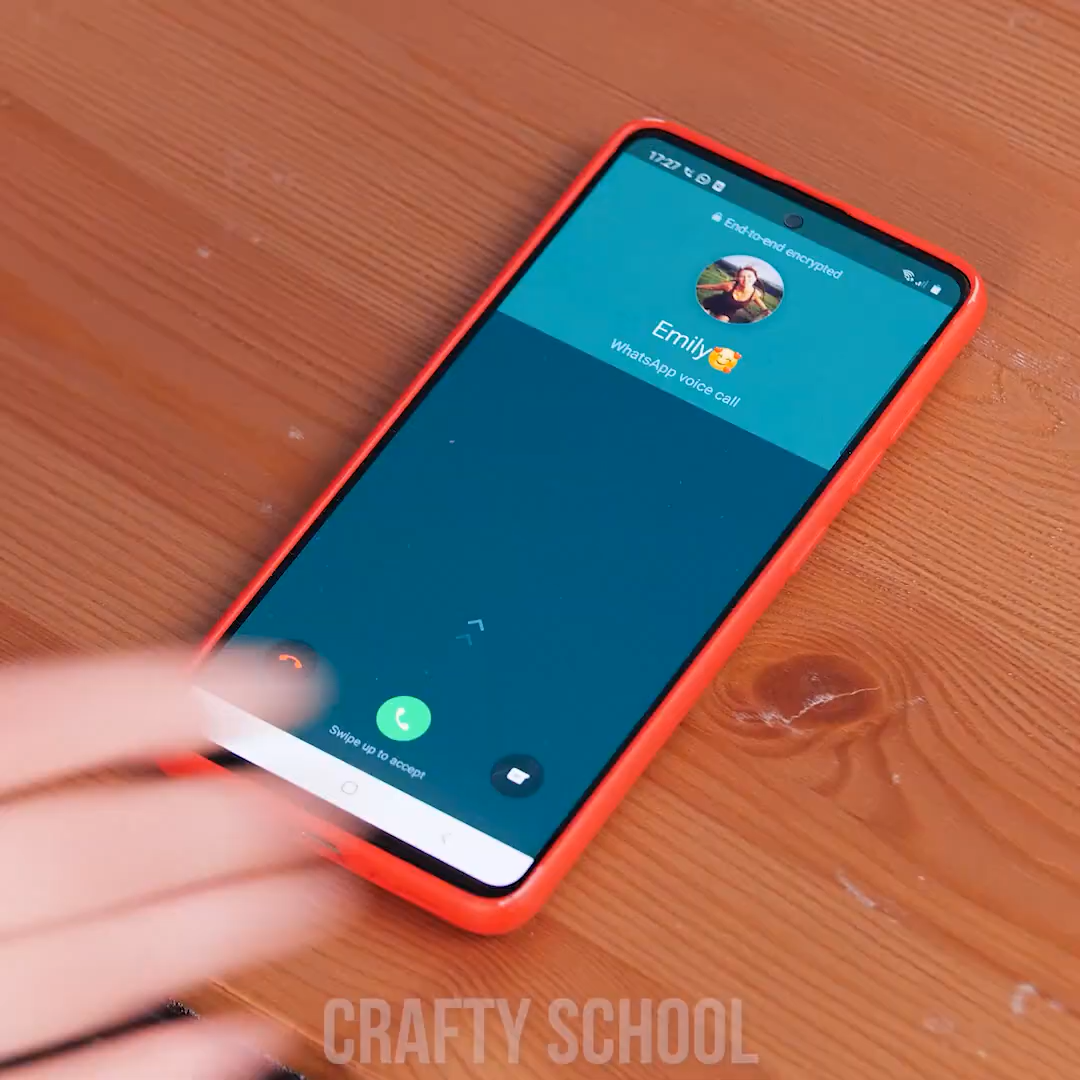 17:27
End-to-end encrypted
Emily🥰
WhatsApp voice call
Swipe up to accept
CRAFTY SCHOOL